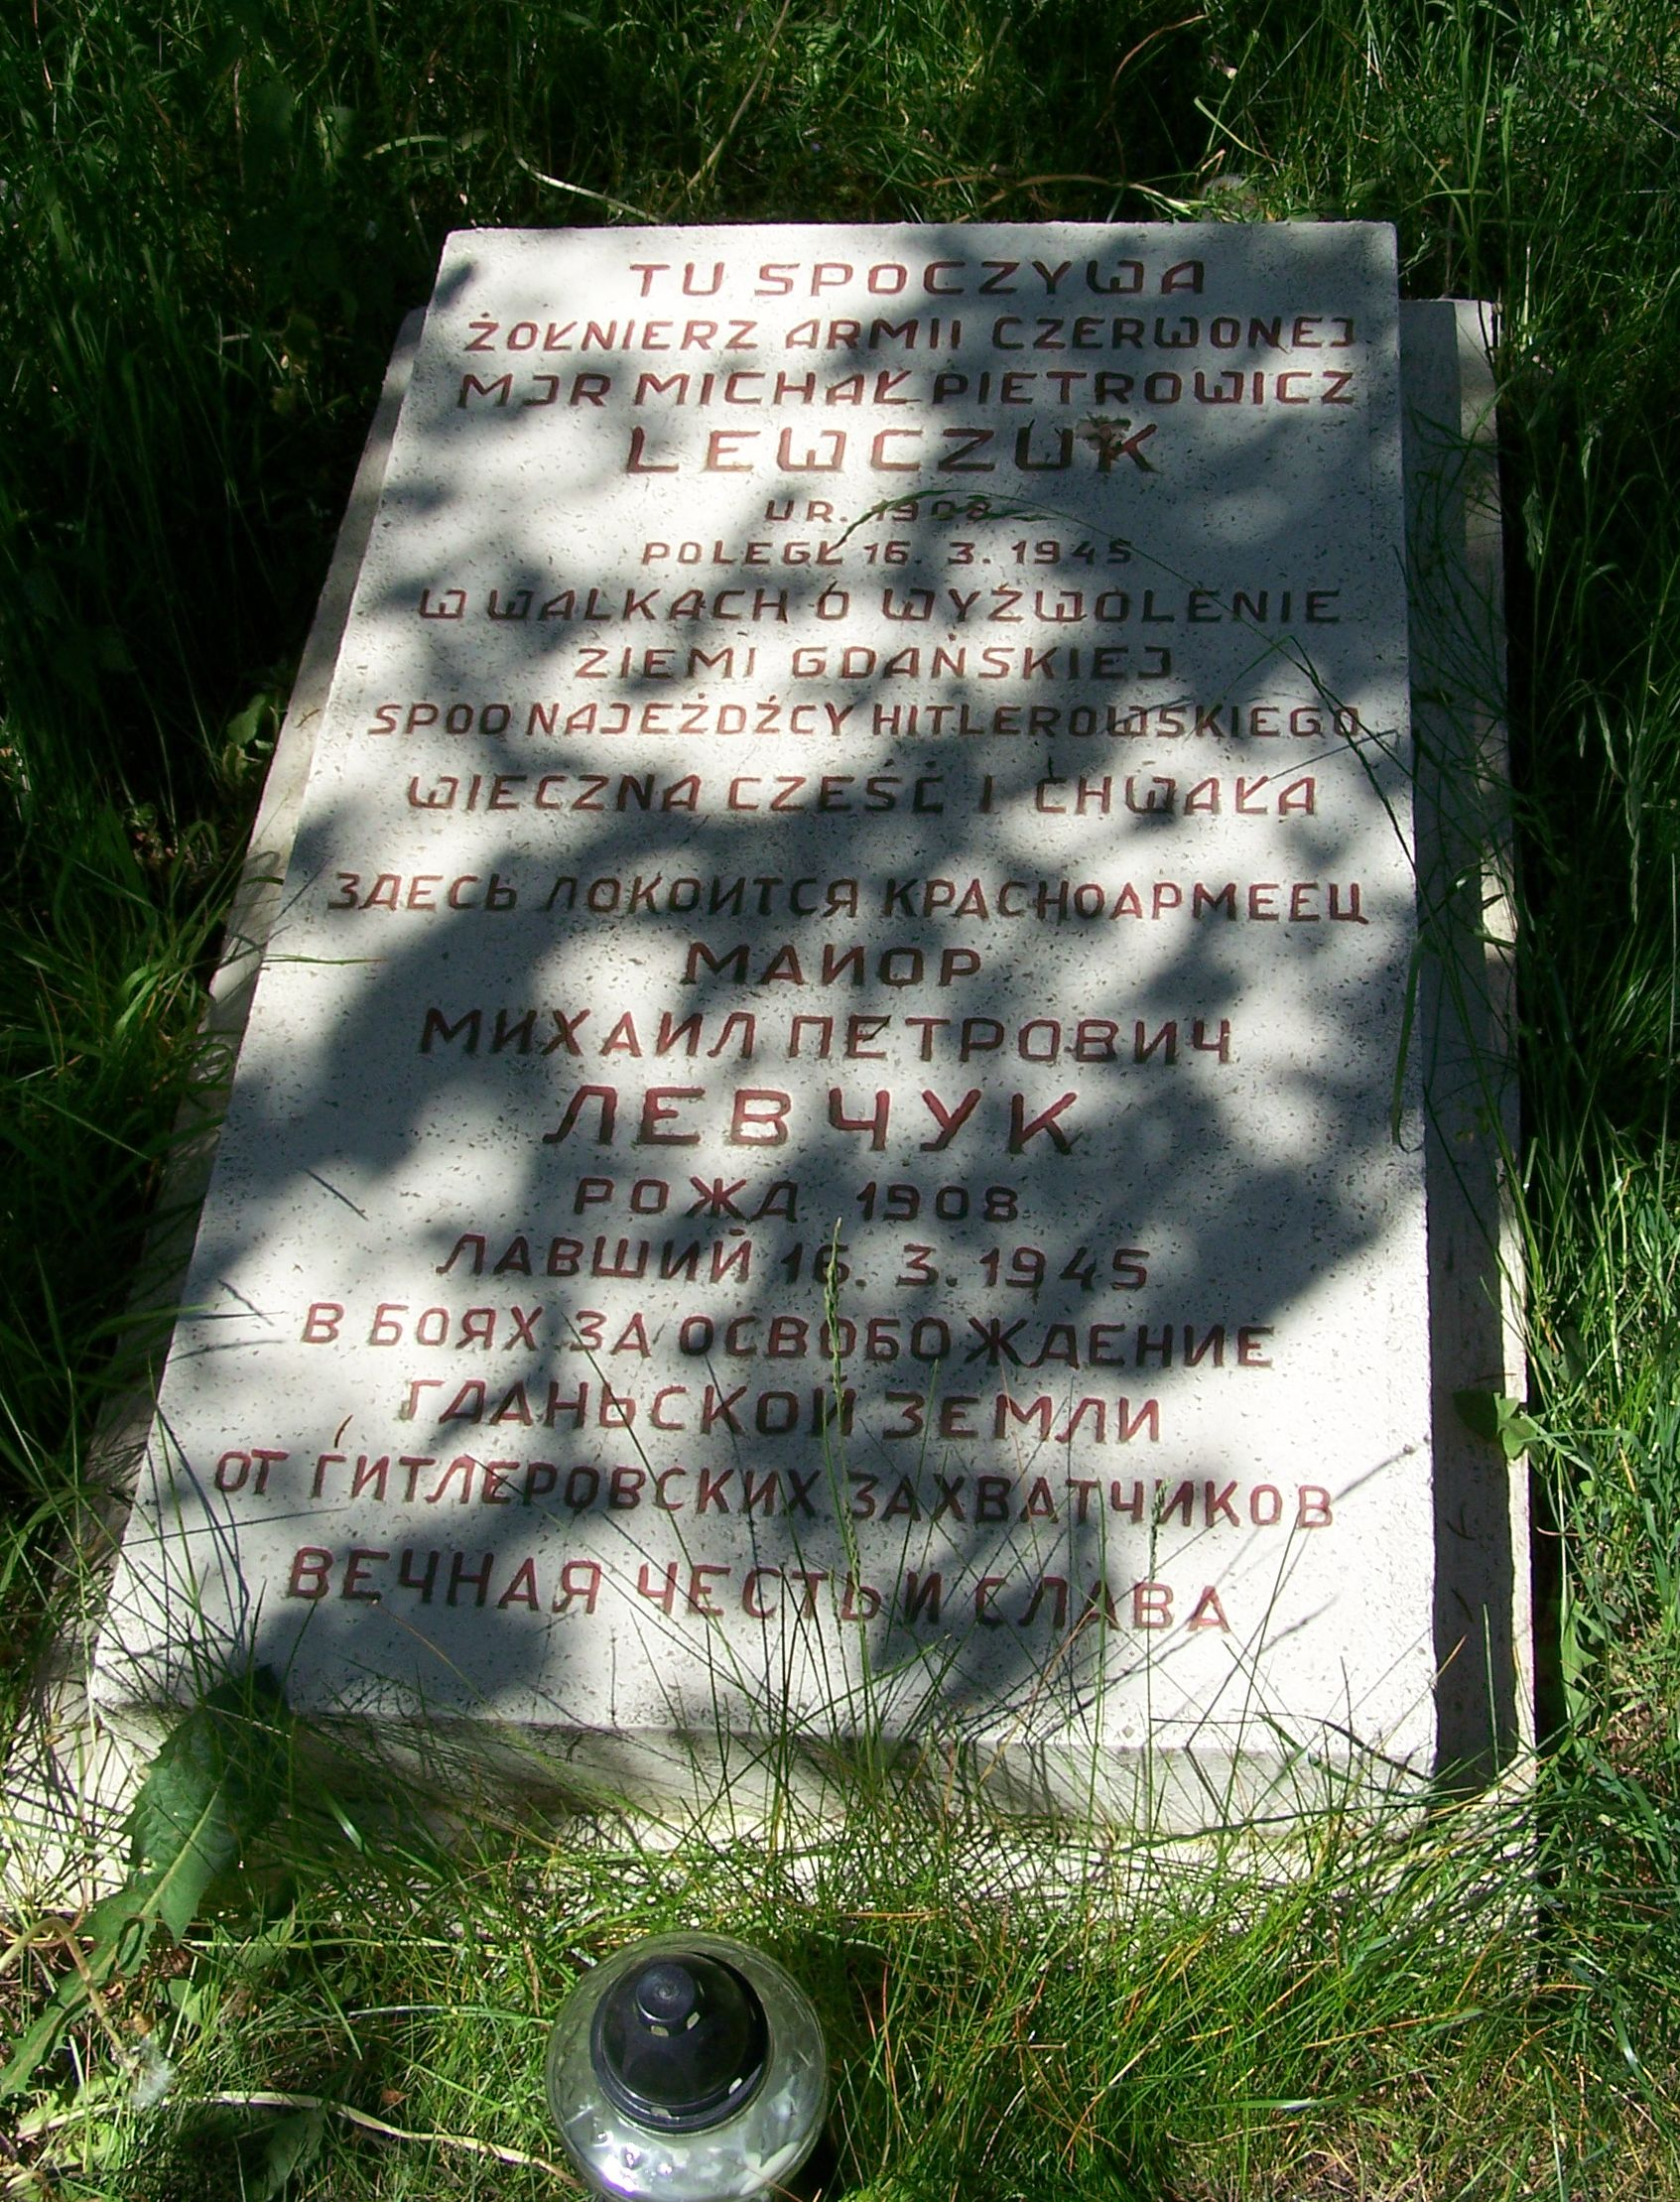 TU SPOCZYWA
ŻOŁNIERZ ARMII CZERWONEJ
MJR MICHAŁ PIETROWICZ
LEWCZUK
UR. 1908
POLEGŁ 16. 3. 1945
W WALKACH O WYZWOLENIE
ZIEMI GDAŃSKIEJ
SPOD NAJEŹDŹCY HITLEROWSKIEGO
WIECZNA CZEŚĆ I CHWAŁA
ЗДЕСЬ ПОКОИТСЯ КРАСНОАРМЕЕЦ
МАИОР
МИХАИЛ ПЕТРОВИЧ
ЛЕВЧУК
РОЖД 1908
ПАВШИЙ 16. 3. 1945
В БОЯХ ЗА ОСВОБОЖДЕНИЕ
ГДАНЬСКОЙ ЗЕМЛИ
ОТ ГИТЛЕРОВСКИХ ЗАХВАТЧИКОВ
ВЕЧНАЯ ЧЕСТЬ И СЛАВА